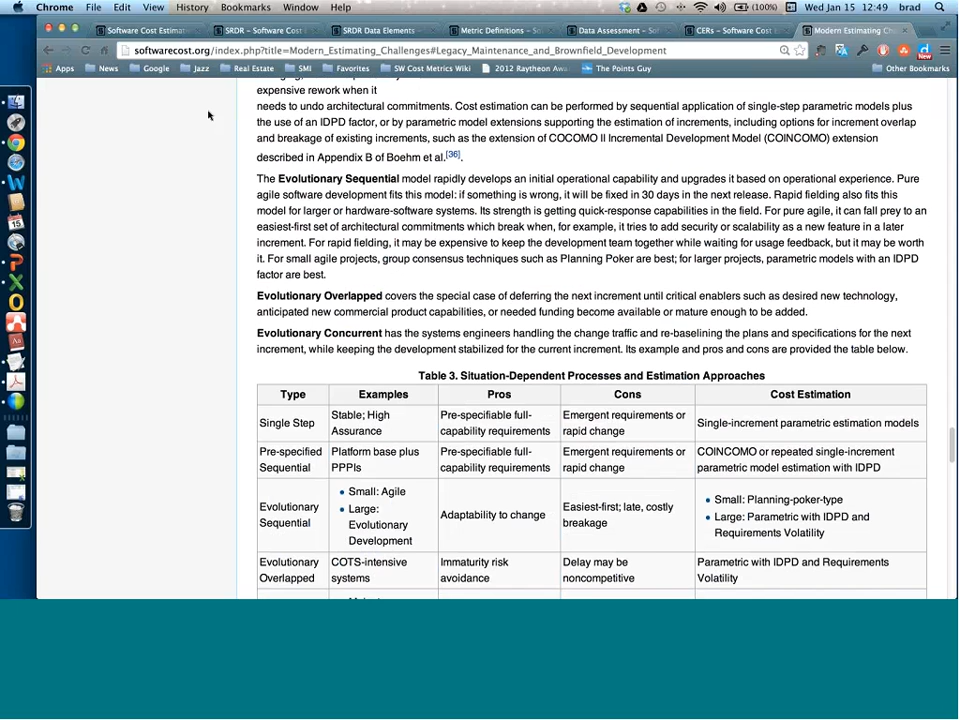 Chrome File Edit View History Bookmarks Window Help (100%) Wed Jan 15 12:49 brad
Software Cost Estimat SRDR – Software Cost SRDR Data Elements – Metric Definitions – So Data Assessment – Sof CERs – Software Cost Modern Estimating Ch
softwarecost.org/index.php?title=Modern_Estimating_Challenges#Legacy_Maintenance_and_Brownfield_Development
Apps News Google Jazz Real Estate SMI Favorites SW Cost Metrics Wiki 2012 Raytheon Aw The Points Guy Other Bookmarks
expensive rework when it
needs to undo architectural commitments. Cost estimation can be performed by sequential application of single-step parametric models plus
the use of an IDPD factor, or by parametric model extensions supporting the estimation of increments, including options for increment overlap
and breakage of existing increments, such as the extension of COCOMO II Incremental Development Model (COINCOMO) extension
described in Appendix B of Boehm et al.[36].
The Evolutionary Sequential model rapidly develops an initial operational capability and upgrades it based on operational experience. Pure
agile software development fits this model: if something is wrong, it will be fixed in 30 days in the next release. Rapid fielding also fits this
model for larger or hardware-software systems. Its strength is getting quick-response capabilities in the field. For pure agile, it can fall prey to an
easiest-first set of architectural commitments which break when, for example, it tries to add security or scalability as a new feature in a later
increment. For rapid fielding, it may be expensive to keep the development team together while waiting for usage feedback, but it may be worth
it. For small agile projects, group consensus techniques such as Planning Poker are best; for larger projects, parametric models with an IDPD
factor are best.
Evolutionary Overlapped covers the special case of deferring the next increment until critical enablers such as desired new technology,
anticipated new commercial product capabilities, or needed funding become available or mature enough to be added.
Evolutionary Concurrent has the systems engineers handling the change traffic and re-baselining the plans and specifications for the next
increment, while keeping the development stabilized for the current increment. Its example and pros and cons are provided the table below.
Table 3. Situation-Dependent Processes and Estimation Approaches
Type Examples Pros Cons Cost Estimation
Single Step
Stable; High
Assurance
Pre-specifiable full-
capability requirements
Emergent requirements or
rapid change
Single-increment parametric estimation models
Pre-specified
Sequential
Platform base plus
PPPIs
Pre-specifiable full-
capability requirements
Emergent requirements or
rapid change
COINCOMO or repeated single-increment
parametric model estimation with IDPD
Evolutionary
Sequential
• Small: Agile
• Large:
Evolutionary
Development
Adaptability to change
Easiest-first; late, costly
breakage
• Small: Planning-poker-type
• Large: Parametric with IDPD and
Requirements Volatility
Evolutionary
Overlapped
COTS-intensive
systems
Immaturity risk
avoidance
Delay may be
noncompetitive
Parametric with IDPD and Requirements
Volatility